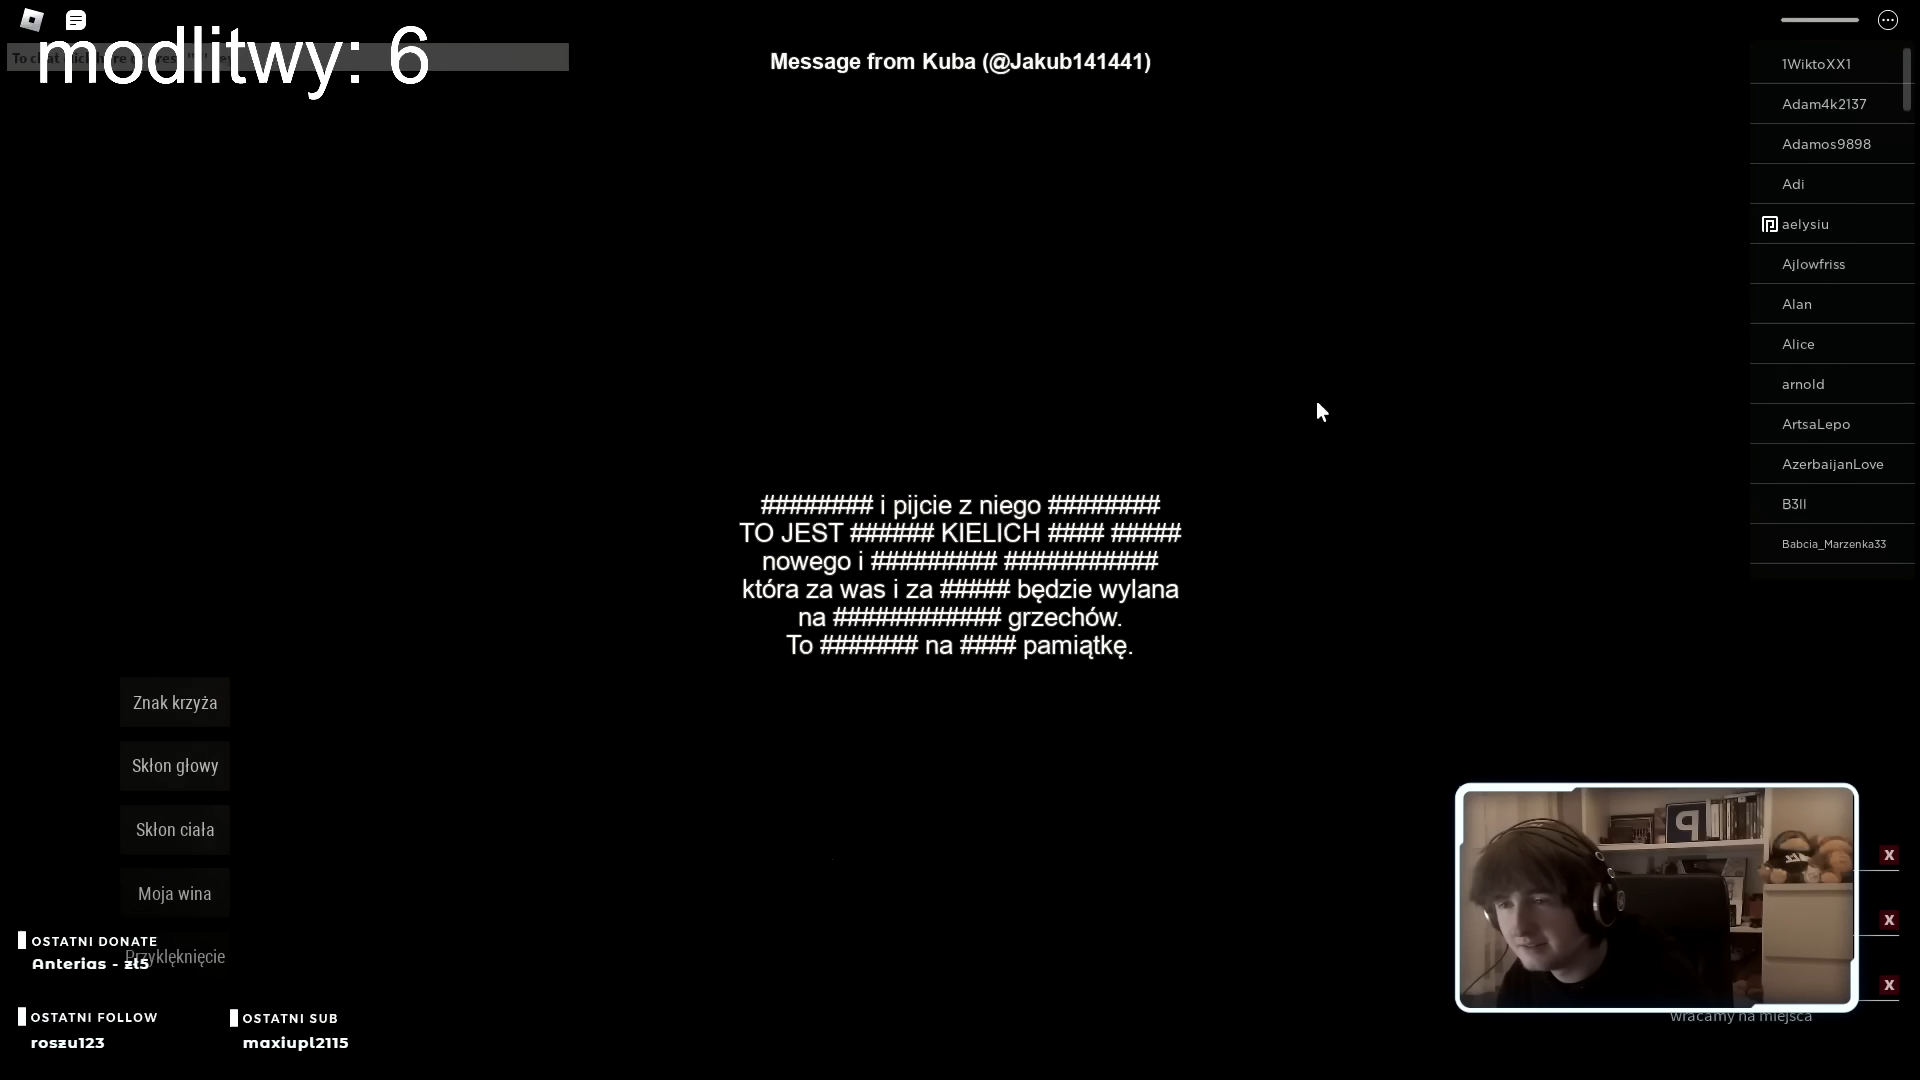 modlitwy: 6
Message from Kuba (@Jakub141441)
1WiktoXX1
Adam4k2137
Adamos9898
Adi
aelysiu
Ajlowfriss
Alan
Alice
arnold
ArtsaLepo
AzerbaijanLove
B3ll
Babcia_Marzenka33
######## i pijcie z niego ########
TO JEST ###### KIELICH #### #####
nowego i ######### ###########
która za was i za ##### będzie wylana
na ############ grzechów.
To ####### na #### pamiątkę.
Znak krzyża
Skłon głowy
Skłon ciała
Moja wina
Przyklęknięcie
OSTATNI DONATE
Anterias - zł5
OSTATNI FOLLOW
roszu123
OSTATNI SUB
maxiupl2115
X
X
X
wracamy na miejsca